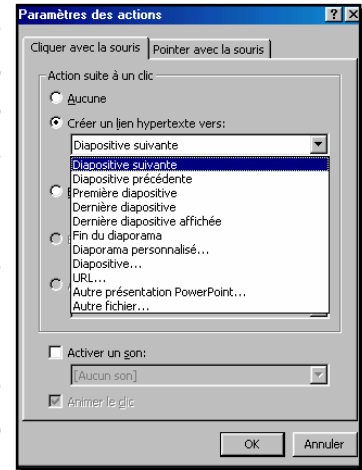 Paramètres des actions
Cliquer avec la souris
Pointer avec la souris
Action suite à un clic
Aucune
Créer un lien hypertexte vers:
Diapositive suivante
Diapositive suivante
Diapositive précédente
Première diapositive
Dernière diapositive
Dernière diapositive affichée
Fin du diaporama
Diaporama personnalisé...
Diapositive...
URL...
Autre présentation PowerPoint...
Autre fichier...
Activer un son:
[Aucun son]
Animer le clic
OK
Annuler